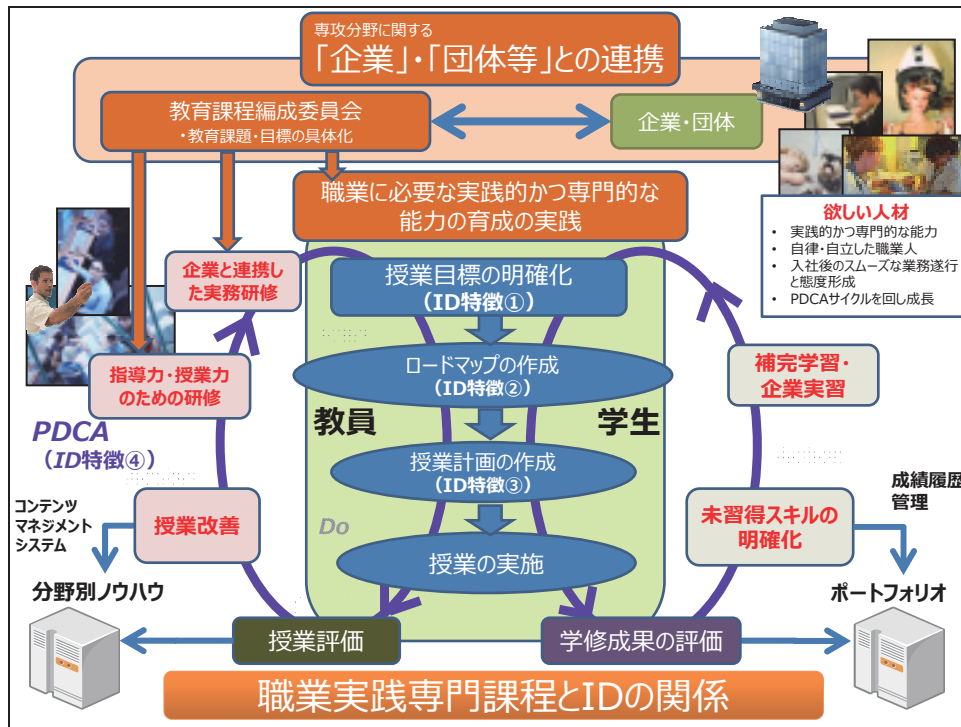 専攻分野に関する
「企業」・「団体等」との連携
教育課程編成委員会
・教育課題・目標の具体化
企業・団体
職業に必要な実践的かつ専門的な
能力の育成の実践
欲しい人材
• 実践的かつ専門的な能力
• 自律・自立した職業人
• 入社後のスムーズな業務遂行
と態度形成
• PDCAサイクルを回し成長
企業と連携し
た実務研修
授業目標の明確化
（ID特徴①）
指導力・授業力
のための研修
ロードマップの作成
（ID特徴②）
補完学習・
企業実習
教員
学生
PDCA
（ID特徴④）
授業計画の作成
（ID特徴③）
コンテンツ
マネジメント
システム
授業改善
Do
授業の実施
未習得スキルの
明確化
成績履歴
管理
分野別ノウハウ
ポートフォリオ
授業評価
学修成果の評価
職業実践専門課程とIDの関係